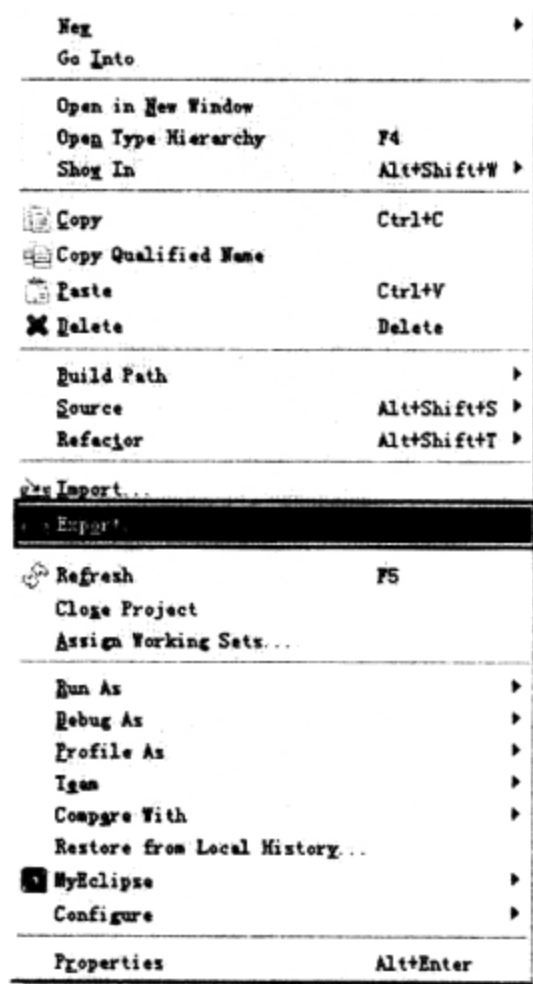 New
Go Into
Open in New Window
Open Type Hierarchy F4
Show In Alt+Shift+W
Copy Ctrl+C
Copy Qualified Name
Paste Ctrl+V
Delete Delete
Build Path
Source Alt+Shift+S
Refactor Alt+Shift+T
Import...
Export...
Refresh F5
Close Project
Assign Working Sets...
Run As
Debug As
Profile As
Team
Compare With
Restore from Local History...
MyEclipse
Configure
Properties Alt+Enter